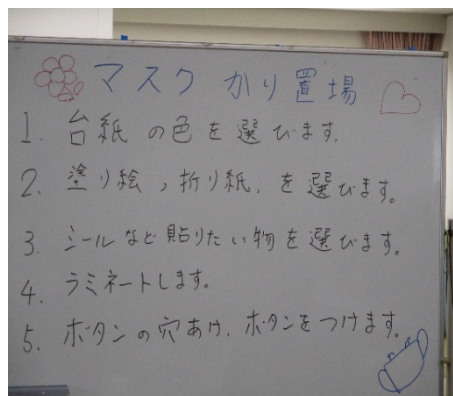 マスク かり置場
1. 台紙の色を選びます.
2. 塗り絵,折り紙.を選びます。
3. シールなど貼りたい物を選びます。
4. ラミネートします。
5. ボタンの穴あけ.ボタンをつけます。